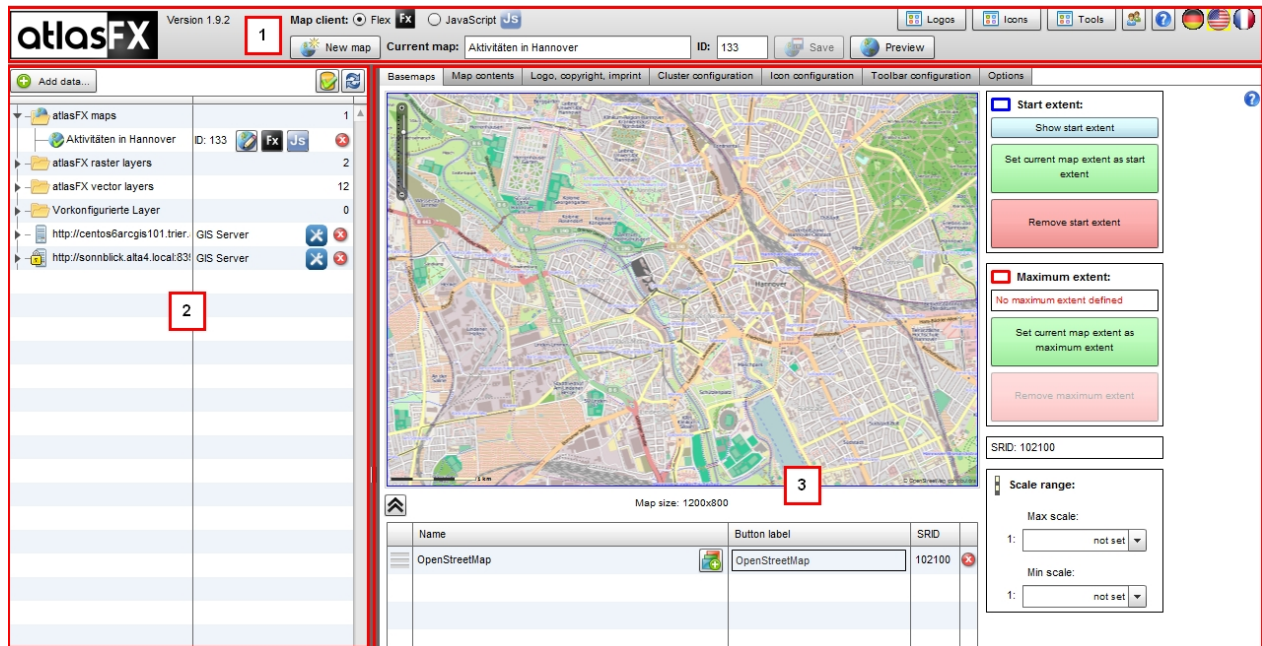 atlasFX
Version 1.9.2
1
Map client: Flex Fx JavaScript Js
Logos
Icons
Tools
New map
Current map: Aktivitäten in Hannover
ID: 133
Save
Preview
Add data...
atlasFX maps 1
Aktivitäten in Hannover ID: 133 Fx Js
atlasFX raster layers 2
atlasFX vector layers 12
Vorkonfigurierte Layer 0
http://centos6arcgis101.trier. GIS Server
http://sonnblick.alta4.local:83 GIS Server
2
Basemaps
Map contents
Logo, copyright, imprint
Cluster configuration
Icon configuration
Toolbar configuration
Options
Hannover
1 km
3
Map size: 1200x800
Name Button label SRID
OpenStreetMap OpenStreetMap 102100
Start extent:
Show start extent
Set current map extent as start
extent
Remove start extent
Maximum extent:
No maximum extent defined
Set current map extent as
maximum extent
Remove maximum extent
SRID: 102100
Scale range:
Max scale:
1: not set
Min scale:
1: not set